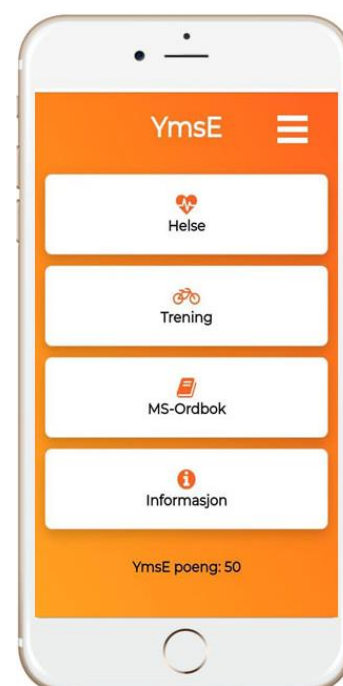 YmsE
Helse
Trening
MS-Ordbok
Informasjon
YmsE poeng: 50